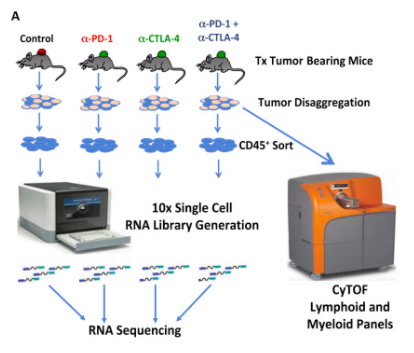 A
Control
α-PD-1
α-CTLA-4
α-PD-1 +
α-CTLA-4
Tx Tumor Bearing Mice
Tumor Disaggregation
CD45⁺ Sort
10x Single Cell
RNA Library Generation
CyTOF
Lymphoid and
Myeloid Panels
RNA Sequencing